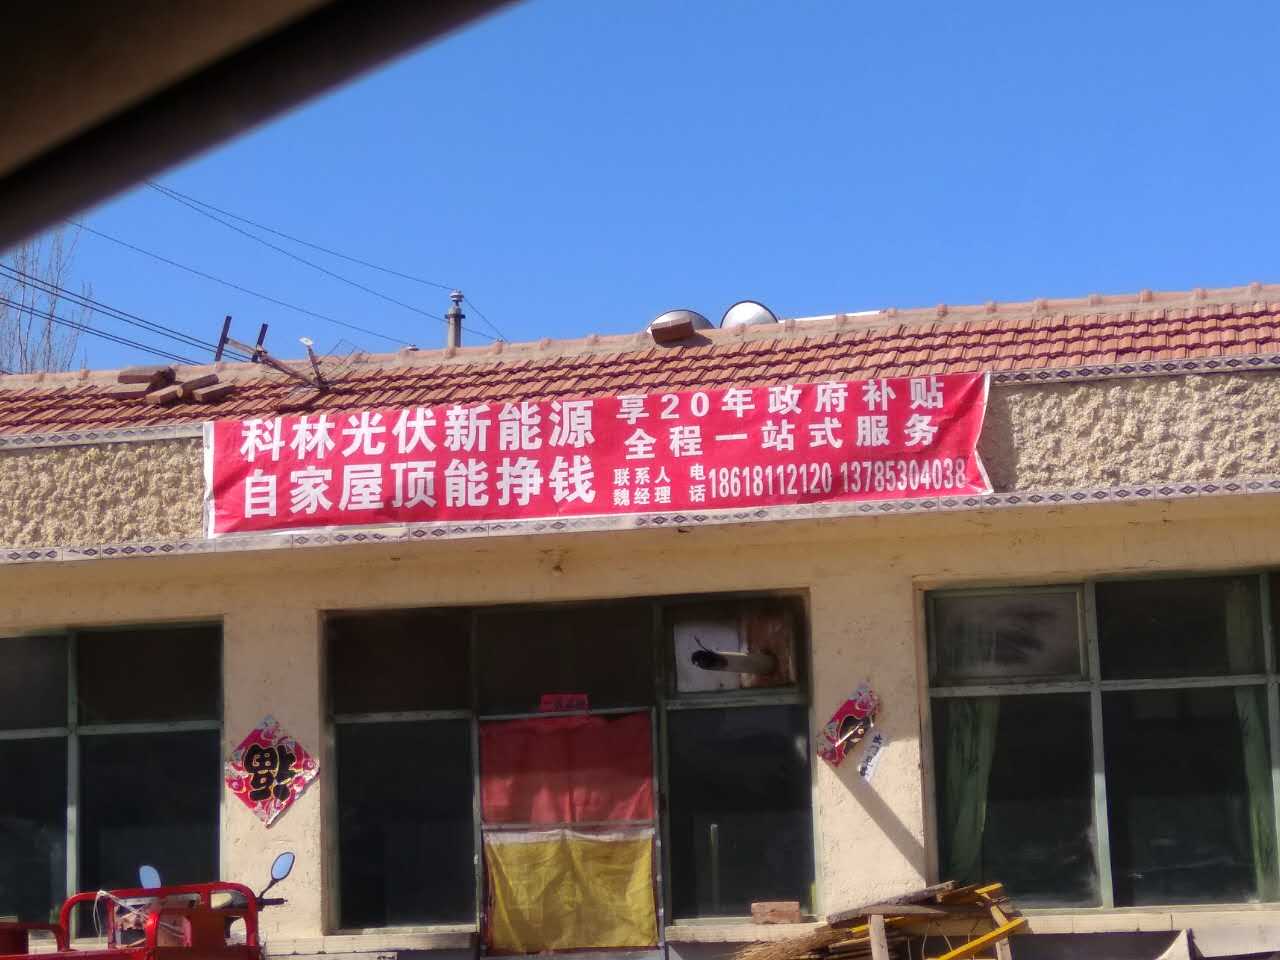 科林光伏新能源
自家屋顶能挣钱
享20年政府补贴
全程一站式服务
联系人 魏经理
电话 18618112120 13785304038
福